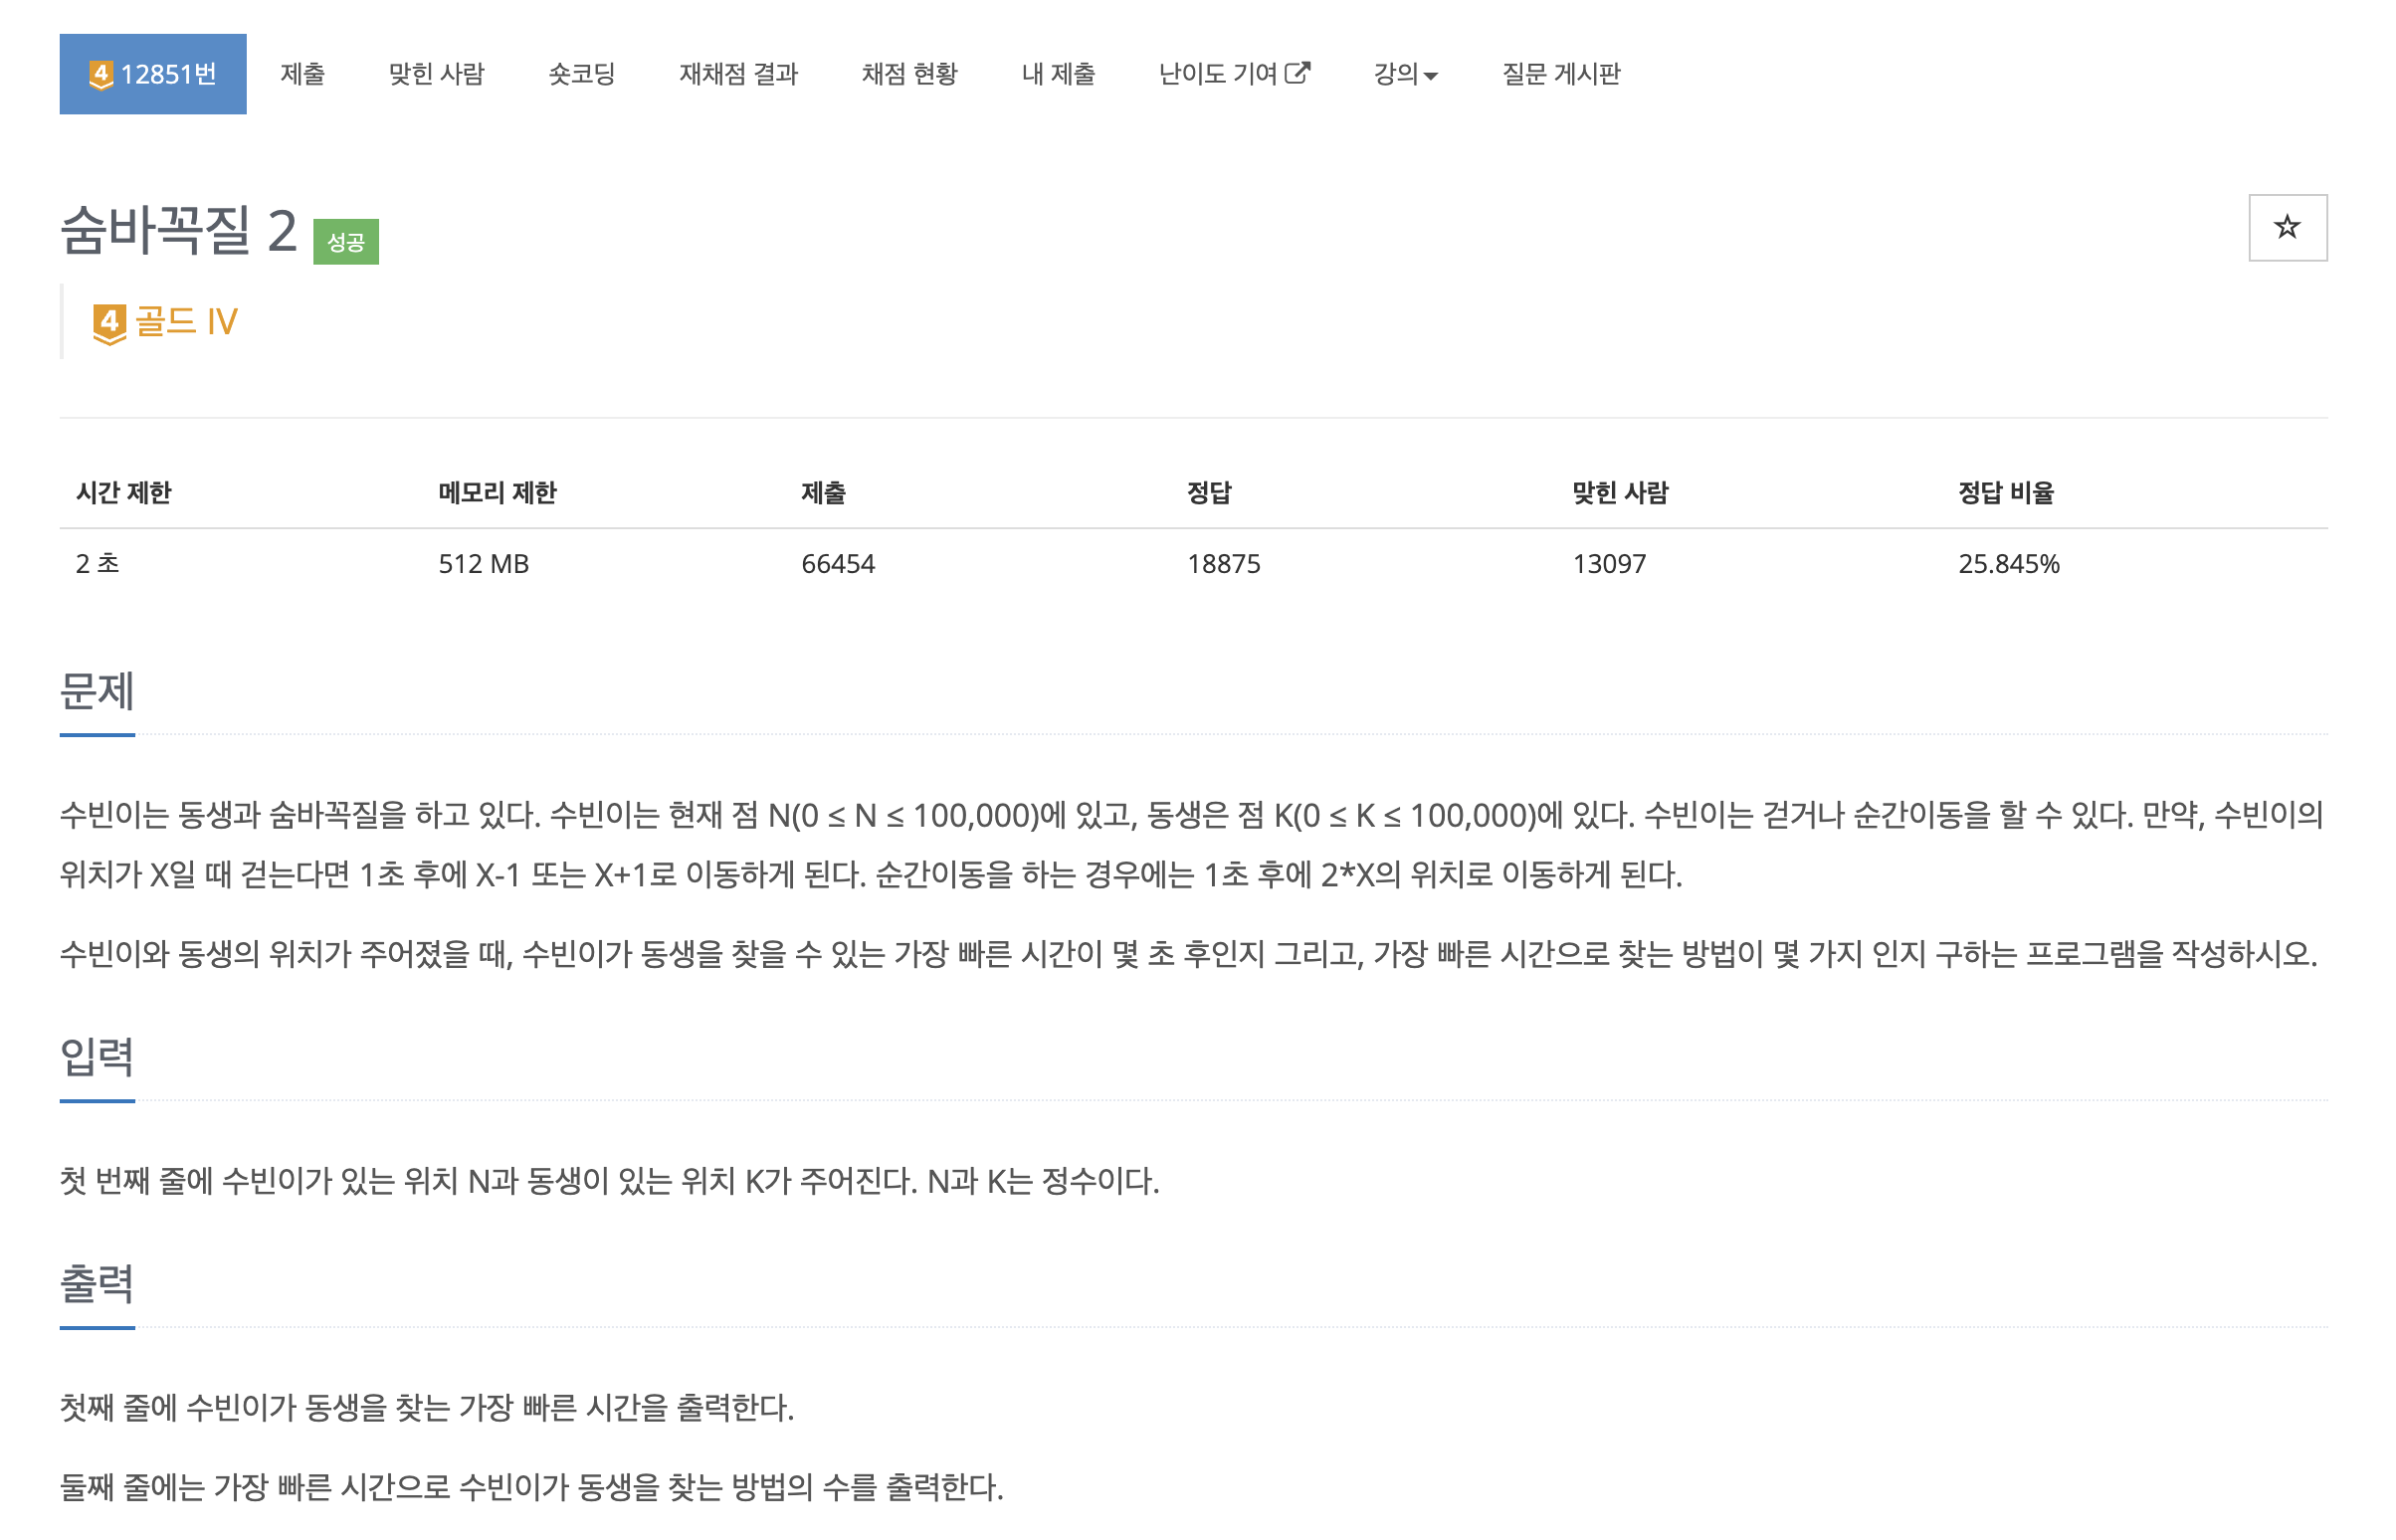 4 12851번 제출 맞힌 사람 숏코딩 재채점 결과 채점 현황 내 제출 난이도 기여 강의 질문 게시판
숨바꼭질 2 성공
4 골드 IV
시간 제한 메모리 제한 제출 정답 맞힌 사람 정답 비율
2 초 512 MB 66454 18875 13097 25.845%
문제
수빈이는 동생과 숨바꼭질을 하고 있다. 수빈이는 현재 점 N(0 ≤ N ≤ 100,000)에 있고, 동생은 점 K(0 ≤ K ≤ 100,000)에 있다. 수빈이는 걷거나 순간이동을 할 수 있다. 만약, 수빈이의
위치가 X일 때 걷는다면 1초 후에 X-1 또는 X+1로 이동하게 된다. 순간이동을 하는 경우에는 1초 후에 2*X의 위치로 이동하게 된다.
수빈이와 동생의 위치가 주어졌을 때, 수빈이가 동생을 찾을 수 있는 가장 빠른 시간이 몇 초 후인지 그리고, 가장 빠른 시간으로 찾는 방법이 몇 가지 인지 구하는 프로그램을 작성하시오.
입력
첫 번째 줄에 수빈이가 있는 위치 N과 동생이 있는 위치 K가 주어진다. N과 K는 정수이다.
출력
첫째 줄에 수빈이가 동생을 찾는 가장 빠른 시간을 출력한다.
둘째 줄에는 가장 빠른 시간으로 수빈이가 동생을 찾는 방법의 수를 출력한다.